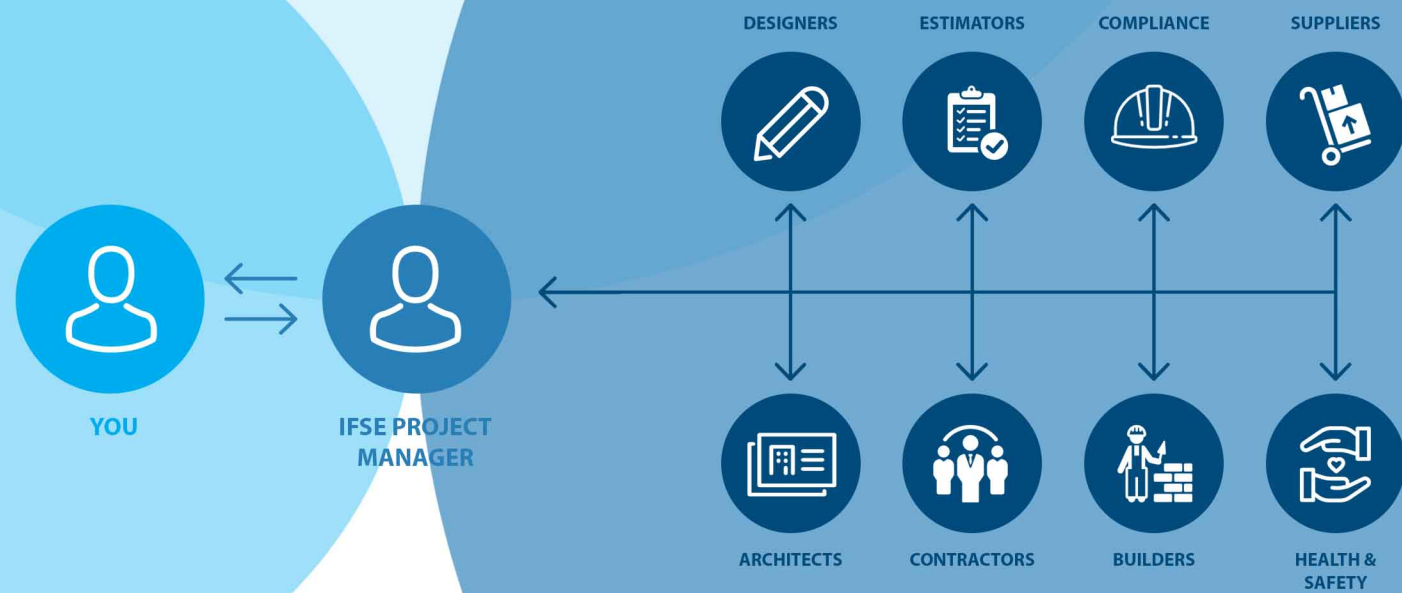 DESIGNERS
ESTIMATORS
COMPLIANCE
SUPPLIERS
YOU
IFSE PROJECT
MANAGER
ARCHITECTS
CONTRACTORS
BUILDERS
HEALTH &
SAFETY